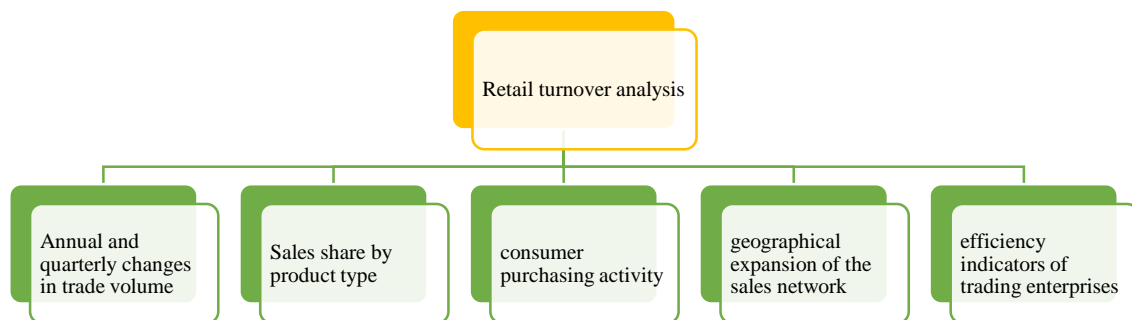 Retail turnover analysis
Annual and
quarterly changes
in trade volume
Sales share by
product type
consumer
purchasing activity
geographical
expansion of the
sales network
efficiency
indicators of
trading enterprises